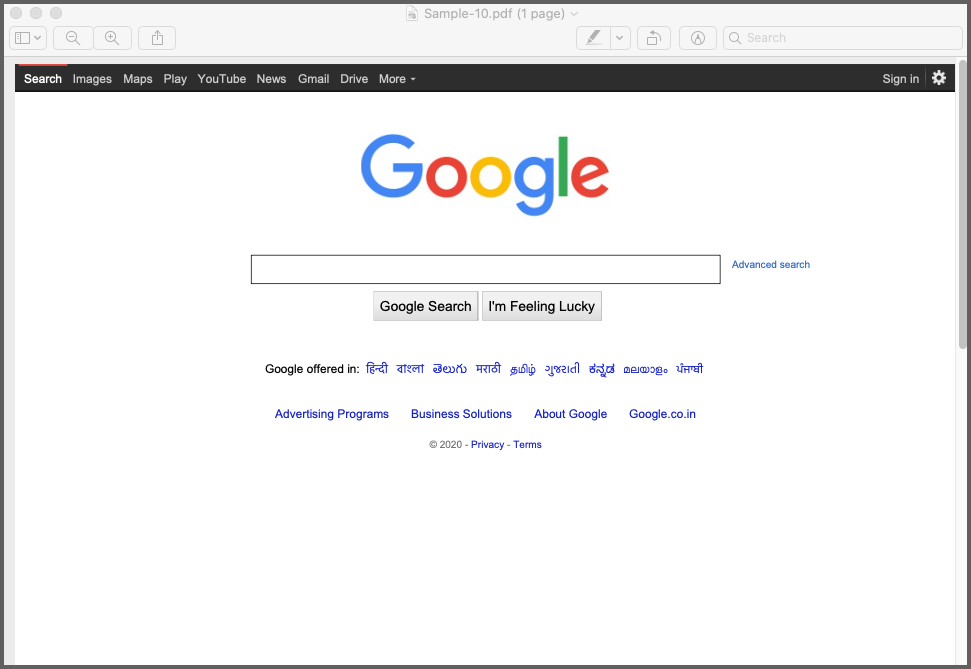 Sample-10.pdf (1 page)
Search
Search Images Maps Play YouTube News Gmail Drive More Sign in
Google
Advanced search
Google Search I'm Feeling Lucky
Google offered in: हिन्दी বাংলা తెలుగు मराठी தமிழ் ગુજરાતી ಕನ್ನಡ മലയാളം ਪੰਜਾਬੀ
Advertising Programs Business Solutions About Google Google.co.in
© 2020 - Privacy - Terms